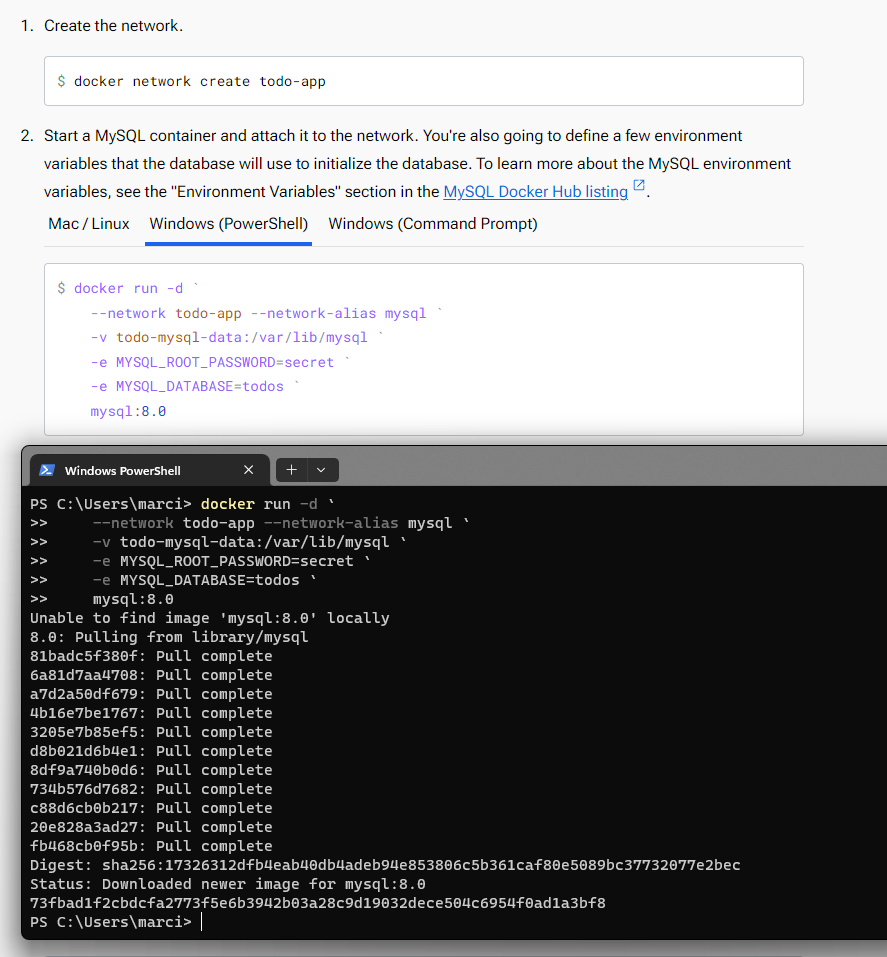 1. Create the network.
$ docker network create todo-app
2. Start a MySQL container and attach it to the network. You're also going to define a few environment
variables that the database will use to initialize the database. To learn more about the MySQL environment
variables, see the "Environment Variables" section in the MySQL Docker Hub listing.
Mac / Linux Windows (PowerShell) Windows (Command Prompt)
$ docker run -d `
--network todo-app --network-alias mysql `
-v todo-mysql-data:/var/lib/mysql `
-e MYSQL_ROOT_PASSWORD=secret `
-e MYSQL_DATABASE=todos `
mysql:8.0
Windows PowerShell
PS C:\Users\marci> docker run -d `
>> --network todo-app --network-alias mysql `
>> -v todo-mysql-data:/var/lib/mysql `
>> -e MYSQL_ROOT_PASSWORD=secret `
>> -e MYSQL_DATABASE=todos `
>> mysql:8.0
Unable to find image 'mysql:8.0' locally
8.0: Pulling from library/mysql
81badc5f380f: Pull complete
6a81d7aa4708: Pull complete
a7d2a50df679: Pull complete
4b16e7be1767: Pull complete
3205e7b85ef5: Pull complete
d8b021d6b4e1: Pull complete
8df9a740b0d6: Pull complete
734b576d7682: Pull complete
c88d6cb0b217: Pull complete
20e828a3ad27: Pull complete
fb468cb0f95b: Pull complete
Digest: sha256:17326312dfb4eab40db4adeb94e853806c5b361caf80e5089bc37732077e2bec
Status: Downloaded newer image for mysql:8.0
73fbad1f2cbdcfa2773f5e6b3942b03a28c9d19032dece504c6954f0ad1a3bf8
PS C:\Users\marci>